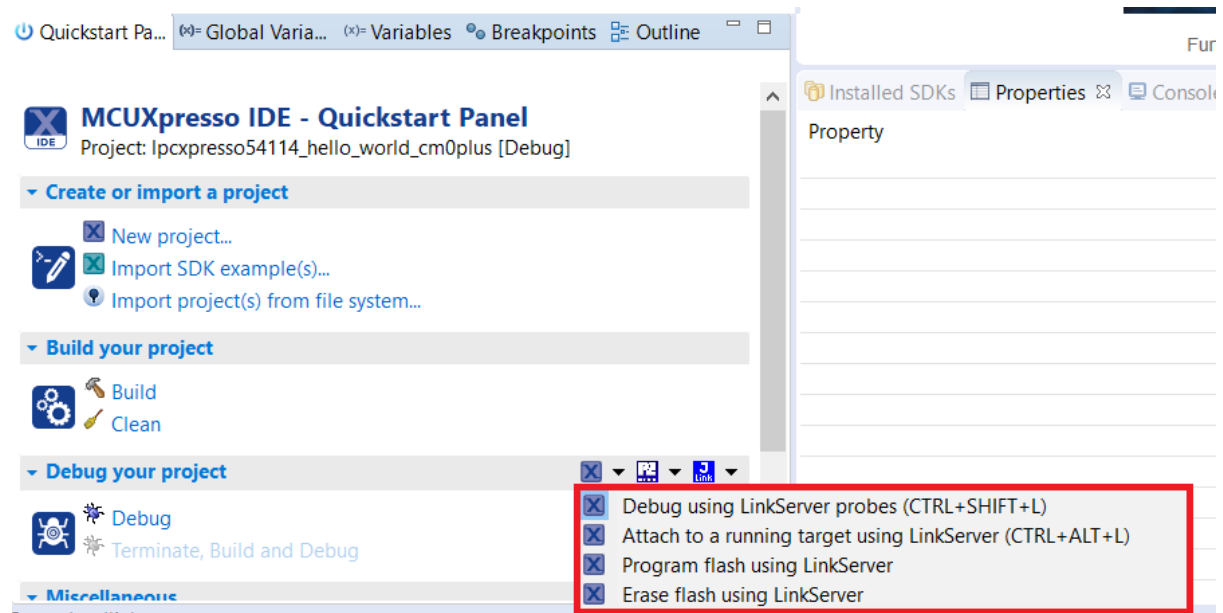 Quickstart Pa... (x)= Global Varia... (x)= Variables Breakpoints Outline
Fun
Installed SDKs Properties Console
Property
IDE
MCUXpresso IDE - Quickstart Panel
Project: lpcxpresso54114_hello_world_cm0plus [Debug]
Create or import a project
New project...
Import SDK example(s)...
Import project(s) from file system...
Build your project
Build
Clean
Debug your project
Link
Debug
Terminate, Build and Debug
Debug using LinkServer probes (CTRL+SHIFT+L)
Attach to a running target using LinkServer (CTRL+ALT+L)
Program flash using LinkServer
Erase flash using LinkServer
Miscellaneous